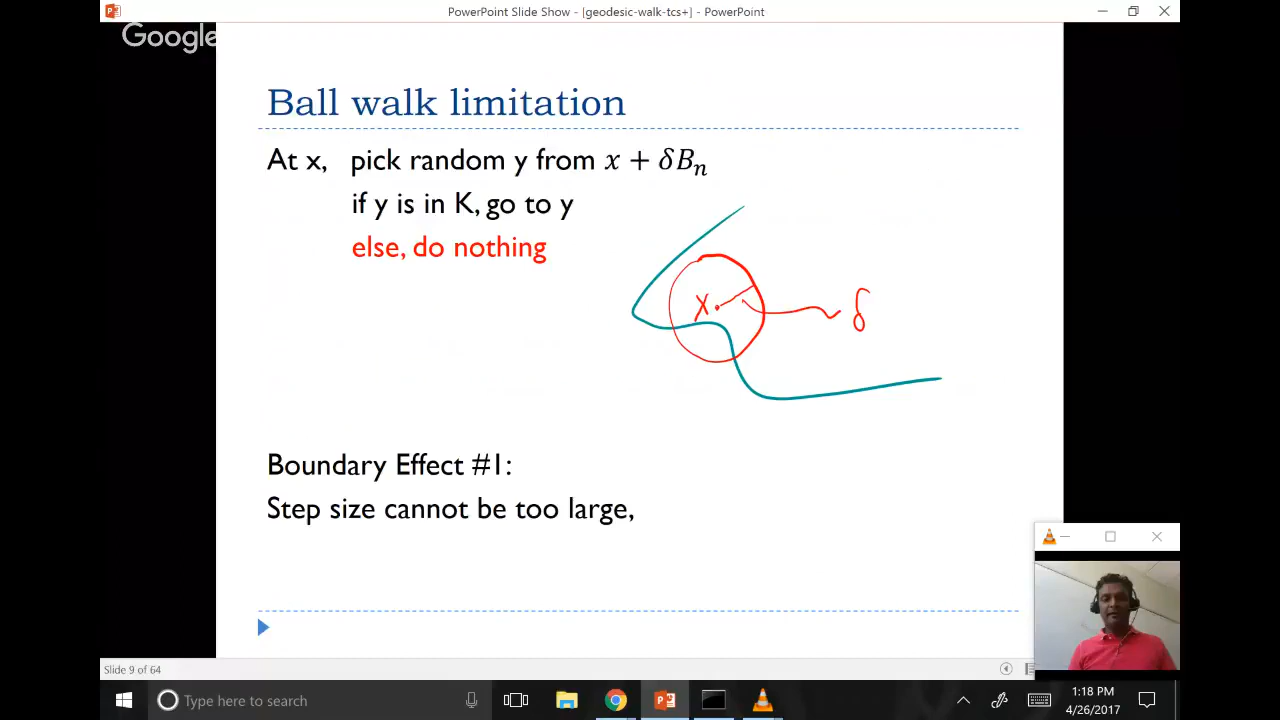 PowerPoint Slide Show - [geodesic-walk-tcs+] - PowerPoint
Google
Ball walk limitation
At x, pick random y from x + δBₙ
if y is in K, go to y
else, do nothing
x
δ
Boundary Effect #1:
Step size cannot be too large,
Slide 9 of 64
Type here to search
1:18 PM
4/26/2017